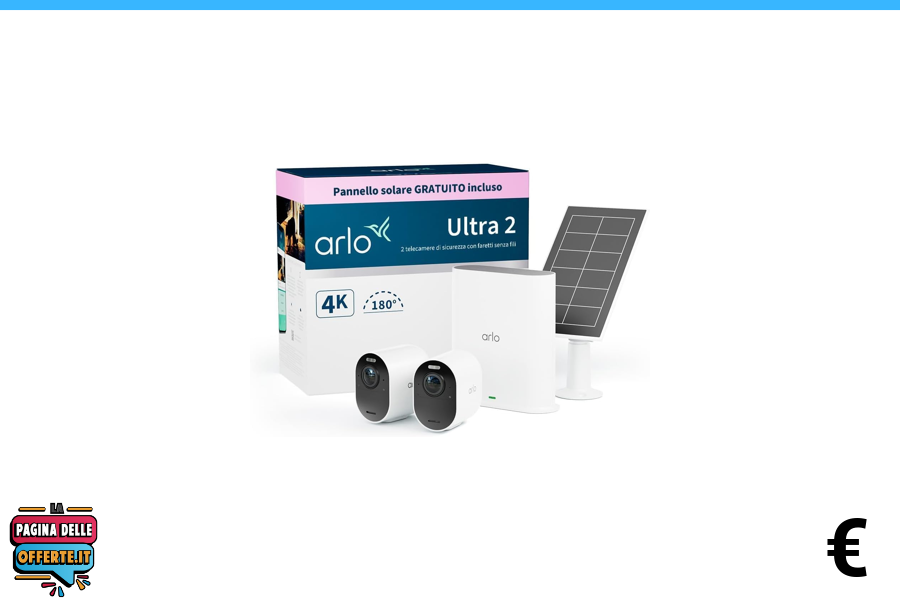 Pannello solare GRATUITO incluso
arlo
Ultra 2
2 telecamere di sicurezza con faretti senza fili
4K
180°
arlo
LA
PAGINA DELLE
OFFERTE.IT
€